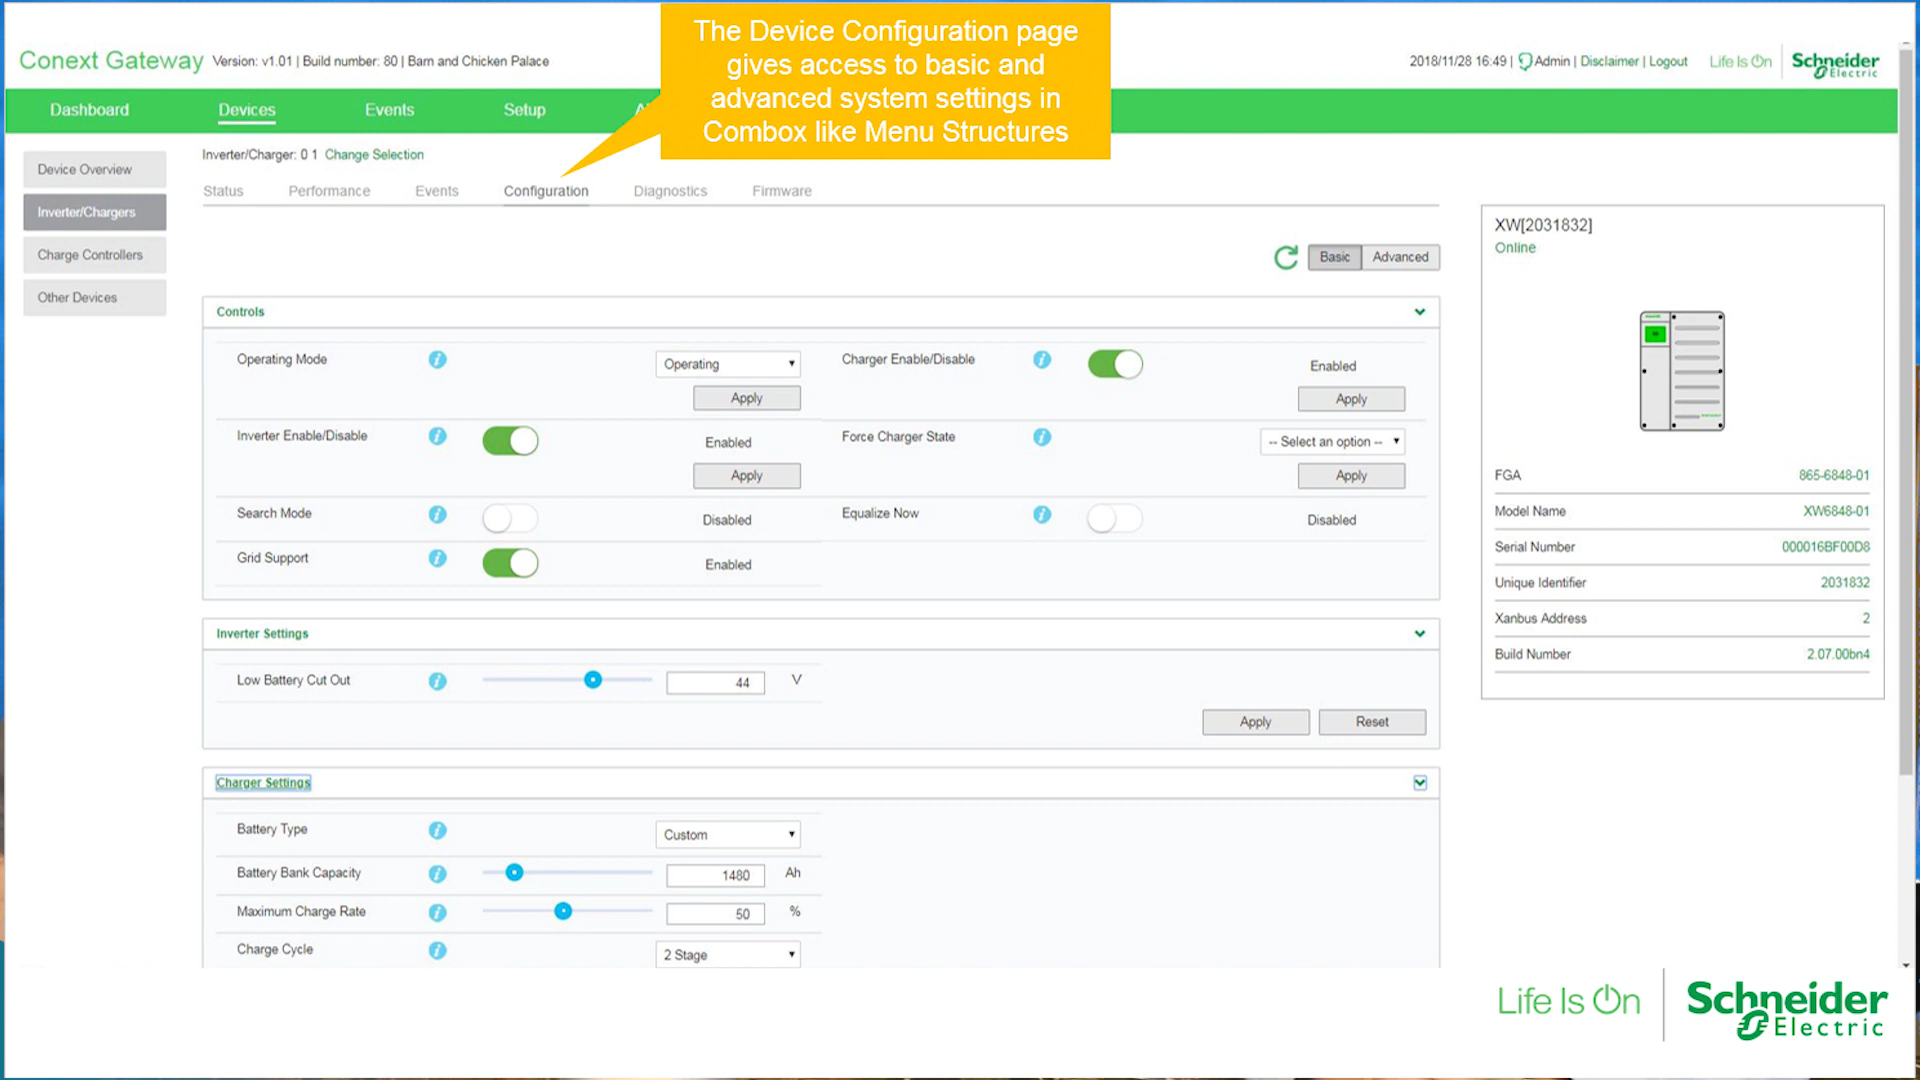 The Device Configuration page
gives access to basic and
advanced system settings in
Combox like Menu Structures
Conext Gateway Version: v1.01 | Build number: 80 | Barn and Chicken Palace
2018/11/28 16:49 | Admin | Disclaimer | Logout
Life Is On
Schneider
Electric
Dashboard
Devices
Events
Setup
Device Overview
Inverter/Chargers
Charge Controllers
Other Devices
Inverter/Charger: 0 1 Change Selection
Status
Performance
Events
Configuration
Diagnostics
Firmware
Basic
Advanced
Controls
Operating Mode
i
Operating
Apply
Charger Enable/Disable
i
Enabled
Apply
Inverter Enable/Disable
i
Enabled
Apply
Force Charger State
i
-- Select an option --
Apply
Search Mode
i
Disabled
Equalize Now
i
Disabled
Grid Support
i
Enabled
Inverter Settings
Low Battery Cut Out
i
44
V
Apply
Reset
Charger Settings
Battery Type
i
Custom
Battery Bank Capacity
i
1480
Ah
Maximum Charge Rate
i
50
%
Charge Cycle
i
2 Stage
XW[2031832]
Online
FGA 865-6848-01
Model Name XW6848-01
Serial Number 000016BF00D8
Unique Identifier 2031832
Xanbus Address 2
Build Number 2.07.00bn4
Life Is On
Schneider
Electric